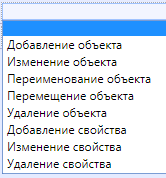 Добавление объекта
Изменение объекта
Переименование объекта
Перемещение объекта
Удаление объекта
Добавление свойства
Изменение свойства
Удаление свойства